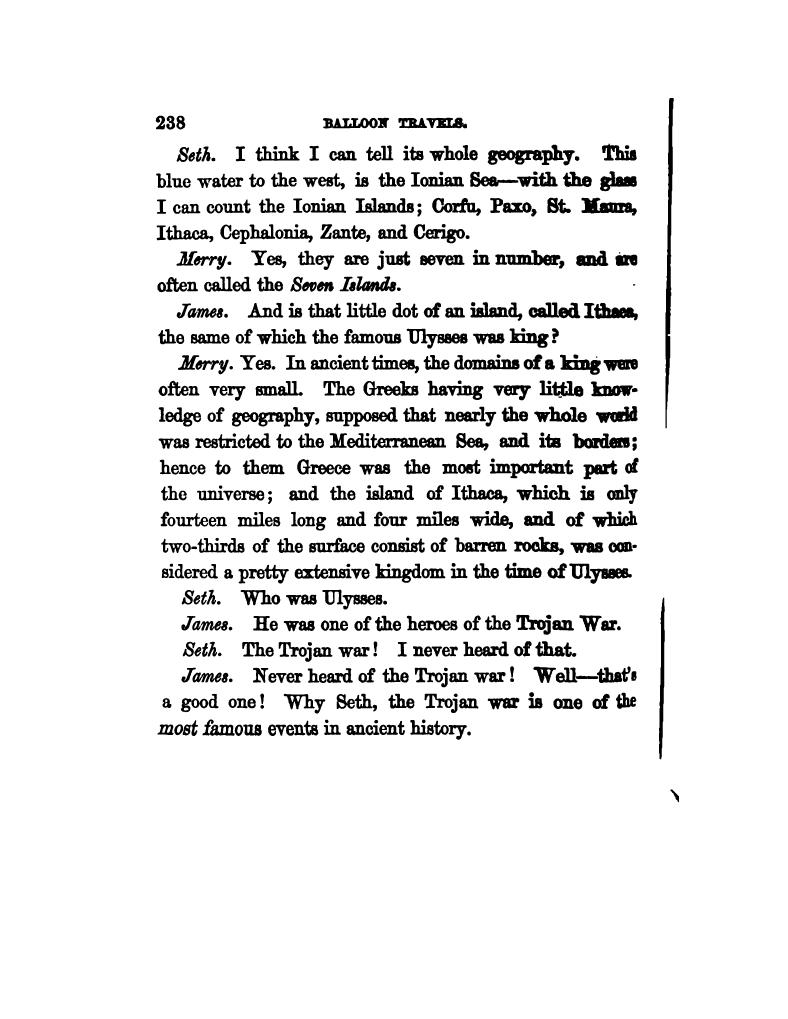 238 BALLOON TRAVELS.
Seth. I think I can tell its whole geography. This
blue water to the west, is the Ionian Sea—with the glass
I can count the Ionian Islands; Corfu, Paxo, St. Maura,
Ithaca, Cephalonia, Zante, and Cerigo.
Merry. Yes, they are just seven in number, and are
often called the Seven Islands.
James. And is that little dot of an island, called Ithaca,
the same of which the famous Ulysses was king?
Merry. Yes. In ancient times, the domains of a king were
often very small. The Greeks having very little know-
ledge of geography, supposed that nearly the whole world
was restricted to the Mediterranean Sea, and its borders;
hence to them Greece was the most important part of
the universe; and the island of Ithaca, which is only
fourteen miles long and four miles wide, and of which
two-thirds of the surface consist of barren rocks, was con-
sidered a pretty extensive kingdom in the time of Ulysses.
Seth. Who was Ulysses.
James. He was one of the heroes of the Trojan War.
Seth. The Trojan war! I never heard of that.
James. Never heard of the Trojan war! Well—that's
a good one! Why Seth, the Trojan war is one of the
most famous events in ancient history.